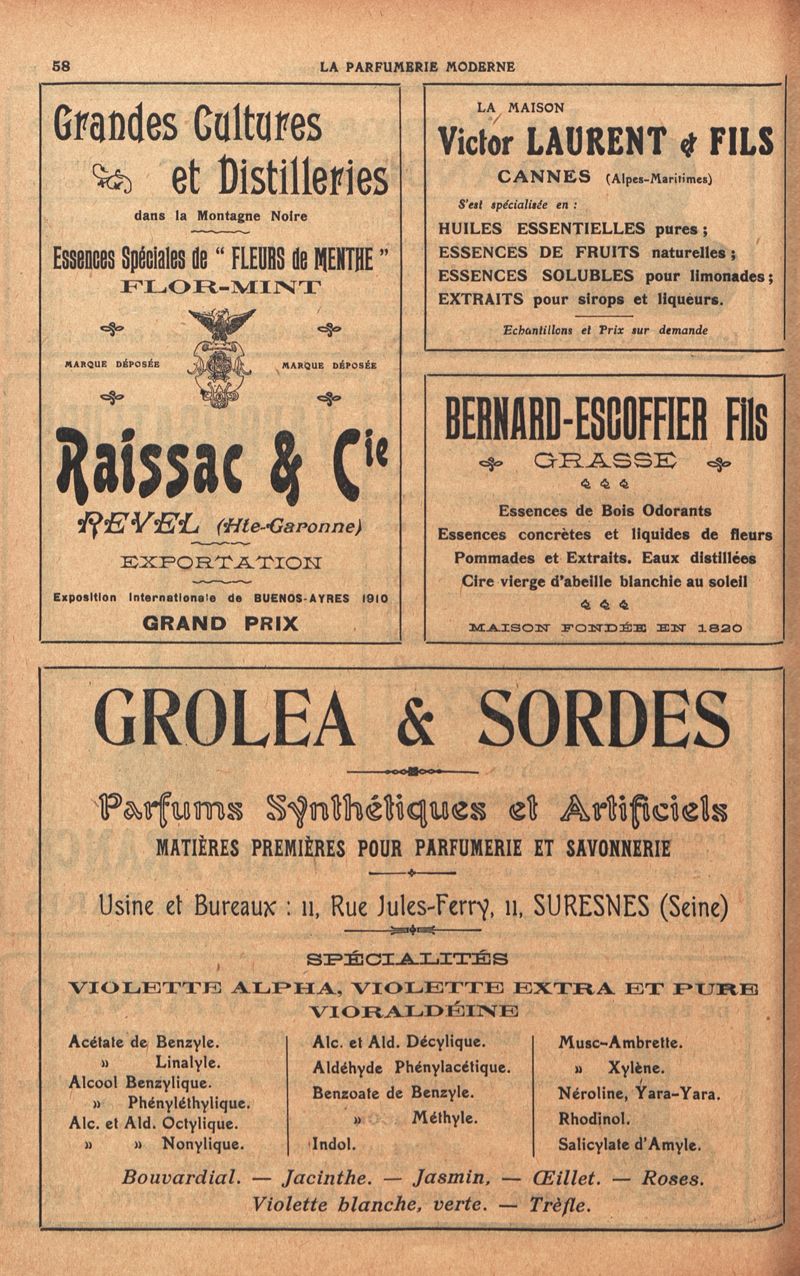 58
LA PARFUMERIE MODERNE
Grandes Cultures
et Distilleries
dans la Montagne Noire
Essences Spéciales de “ FLEURS de MENTHE ”
FLOR-MINT
MARQUE DÉPOSÉE
MARQUE DÉPOSÉE
Raissac & Cie
REVEL (Hte-Garonne)
EXPORTATION
Exposition Internationale de BUENOS-AYRES 1910
GRAND PRIX
LA MAISON
Victor LAURENT & FILS
CANNES (Alpes-Maritimes)
S'est spécialisée en :
HUILES ESSENTIELLES pures ;
ESSENCES DE FRUITS naturelles ;
ESSENCES SOLUBLES pour limonades ;
EXTRAITS pour sirops et liqueurs.
Echantillons et Prix sur demande
BERNARD-ESCOFFIER Fils
GRASSE
Essences de Bois Odorants
Essences concrètes et liquides de fleurs
Pommades et Extraits. Eaux distillées
Cire vierge d'abeille blanchie au soleil
MAISON FONDÉE EN 1820
GROLEA & SORDES
Parfums Synthétiques et Artificiels
MATIÈRES PREMIÈRES POUR PARFUMERIE ET SAVONNERIE
Usine et Bureaux : 11, Rue Jules-Ferry, 11, SURESNES (Seine)
SPÉCIALITÉS
VIOLETTE ALPHA, VIOLETTE EXTRA ET PURE
VIORALDÉINE
Acétate de Benzyle.
» Linalyle.
Alcool Benzylique.
» Phényléthylique.
Alc. et Ald. Octylique.
» » Nonylique.
Alc. et Ald. Décylique.
Aldéhyde Phénylacétique.
Benzoate de Benzyle.
» Méthyle.
Indol.
Musc-Ambrette.
» Xylène.
Néroline, Yara-Yara.
Rhodinol.
Salicylate d'Amyle.
Bouvardial. — Jacinthe. — Jasmin, — Œillet. — Roses.
Violette blanche, verte. — Trèfle.